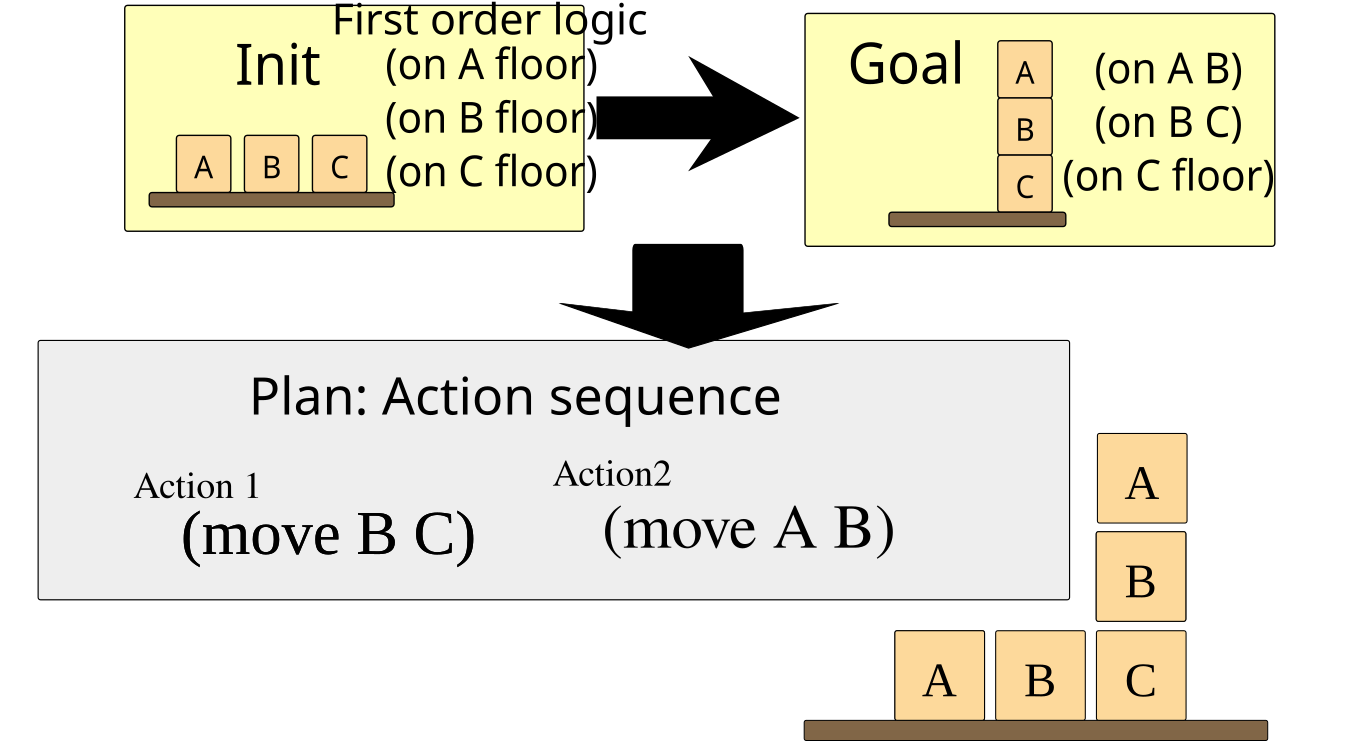 First order logic
Init
(on A floor)
(on B floor)
(on C floor)
A B C
Goal
A
B
C
(on A B)
(on B C)
(on C floor)
Plan: Action sequence
Action 1
(move B C)
Action2
(move A B)
A
B
A B C